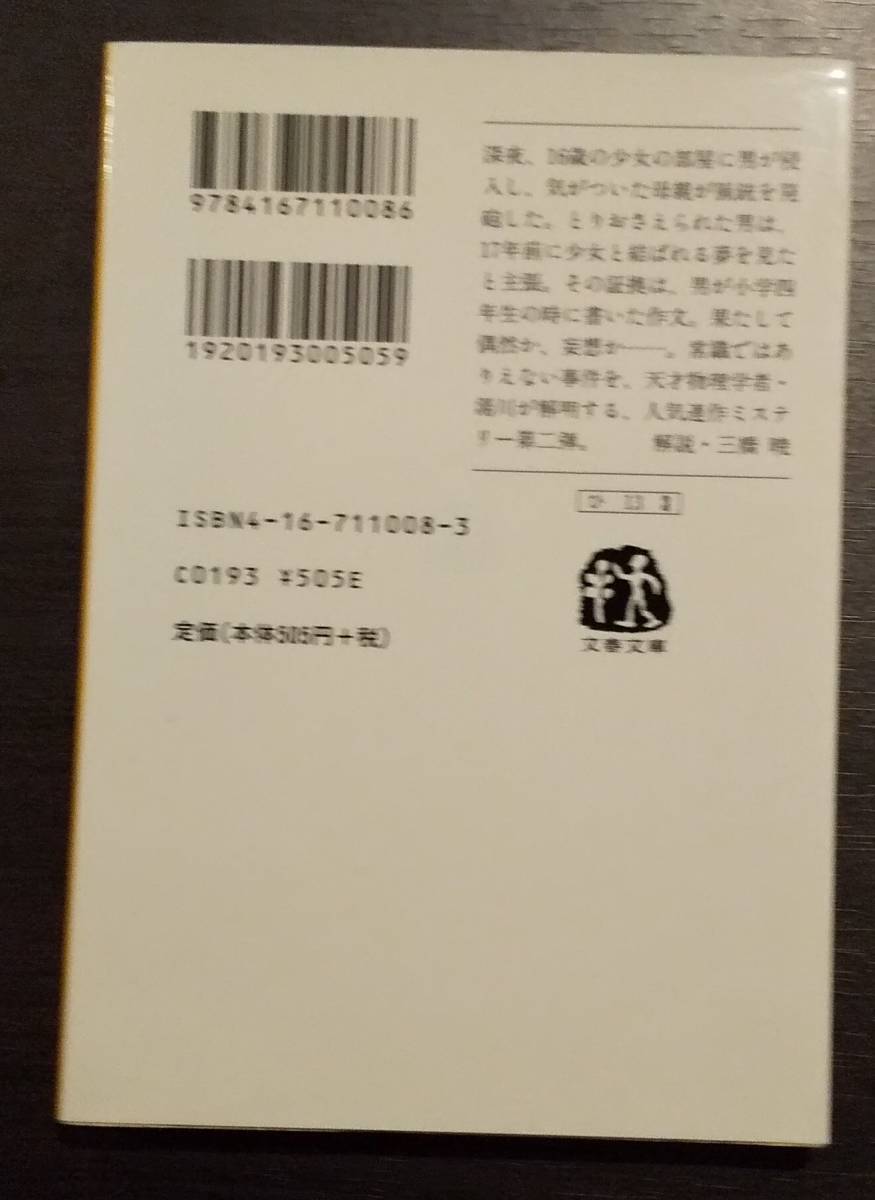 9784167110086
1920193005059
ISBN4-16-711008-3
C0193 ¥505E
定価(本体505円+税)
深夜、16歳の少女の部屋に男が侵
入し、気がついた母親が猟銃を発
砲した。とりおさえられた男は、
17年前に少女と結ばれる夢を見た
と主張。その証拠は、男が小学四
年生の時に書いた作文。果たして
偶然か、妄想か――。常識ではあ
りえない事件を、天才物理学者・
湯川が解明する、人気連作ミステ
リー第二弾。 解説・三橋 暁
ひ 13
文春文庫